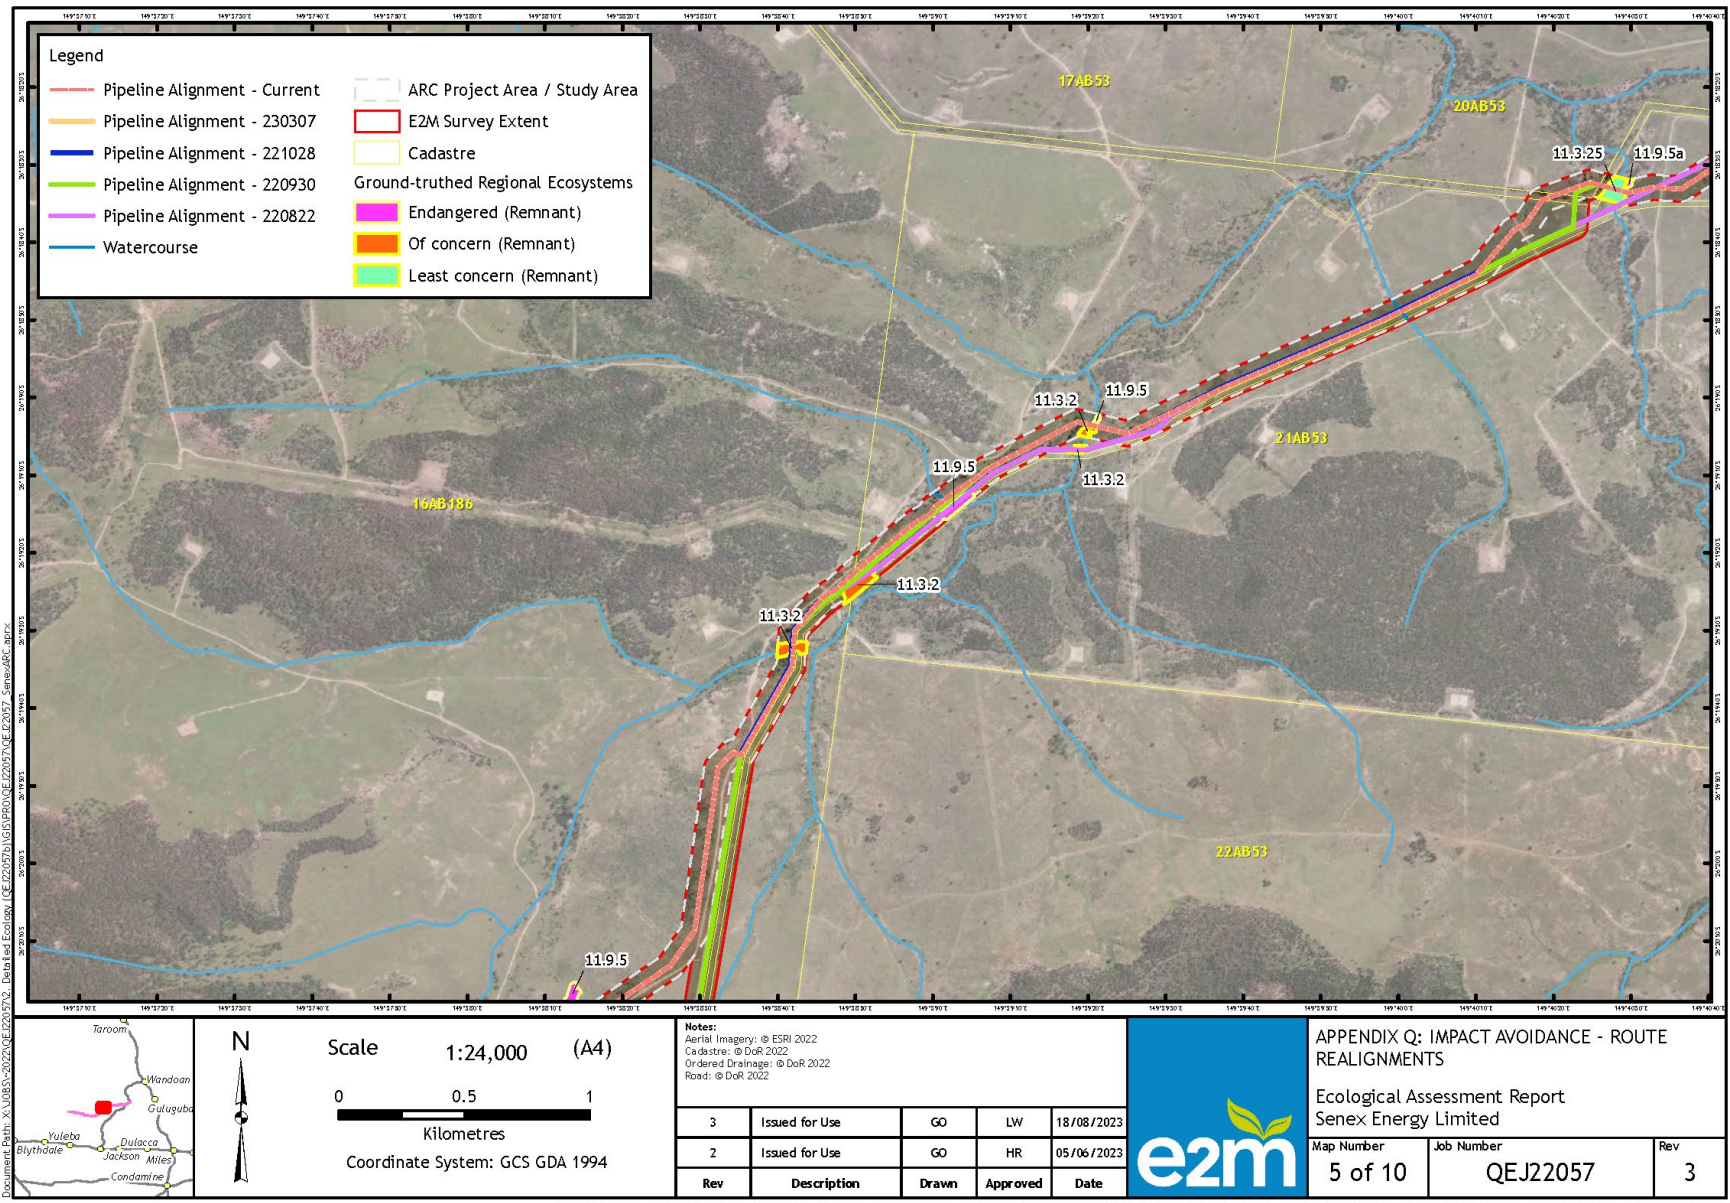 Legend
Pipeline Alignment - Current
Pipeline Alignment - 230307
Pipeline Alignment - 221028
Pipeline Alignment - 220930
Pipeline Alignment - 220822
Watercourse
ARC Project Area / Study Area
E2M Survey Extent
Cadastre
Ground-truthed Regional Ecosystems
Endangered (Remnant)
Of concern (Remnant)
Least concern (Remnant)
17AB53
20AB53
11.3.25
11.9.5a
11.3.2
11.9.5
21AB53
11.9.5
11.3.2
16AB186
11.3.2
11.3.2
22AB53
11.9.5
Taroom
Wandoan
Guluguba
Yuleba
Blythdale
Dulacca
Jackson
Miles
Condamine
N
Scale 1:24,000 (A4)
0 0.5 1
Kilometres
Coordinate System: GCS GDA 1994
Notes:
Aerial Imagery: © ESRI 2022
Cadastre: © DoR 2022
Ordered Drainage: © DoR 2022
Road: © DoR 2022
3 Issued for Use GO LW 18/08/2023
2 Issued for Use GO HR 05/06/2023
Rev Description Drawn Approved Date
e2m
APPENDIX Q: IMPACT AVOIDANCE - ROUTE
REALIGNMENTS
Ecological Assessment Report
Senex Energy Limited
Map Number Job Number Rev
5 of 10 QEJ22057 3